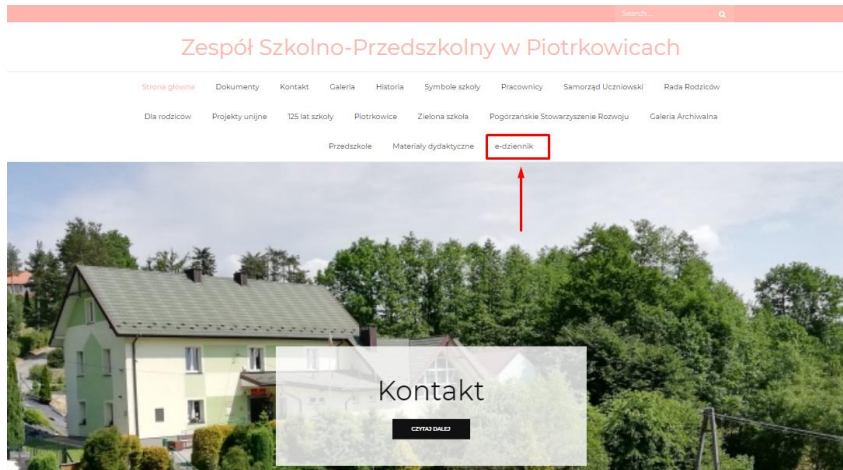 Search...
Zespół Szkolno-Przedszkolny w Piotrkowicach
Strona główna Dokumenty Kontakt Galeria Historia Symbole szkoły Pracownicy Samorząd Uczniowski Rada Rodziców
Dla rodziców Projekty unijne 125 lat szkoły Piotrkowice Zielona szkoła Pogórzańskie Stowarzyszenie Rozwoju Galeria Archiwalna
Przedszkole Materiały dydaktyczne e-dziennik
Kontakt
CZYTAJ DALEJ